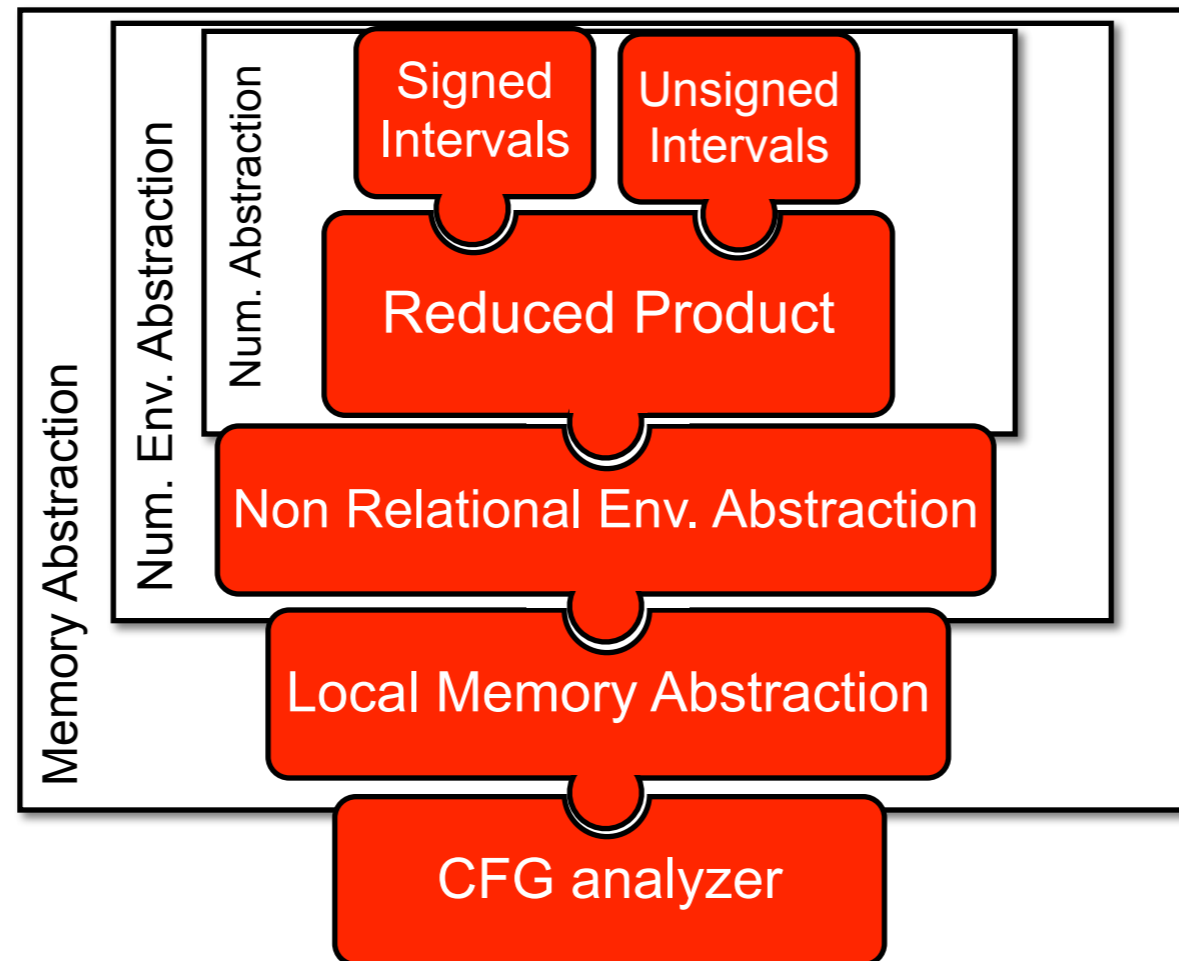 Memory Abstraction
Num. Env. Abstraction
Num. Abstraction
Signed
Intervals
Unsigned
Intervals
Reduced Product
Non Relational Env. Abstraction
Local Memory Abstraction
CFG analyzer